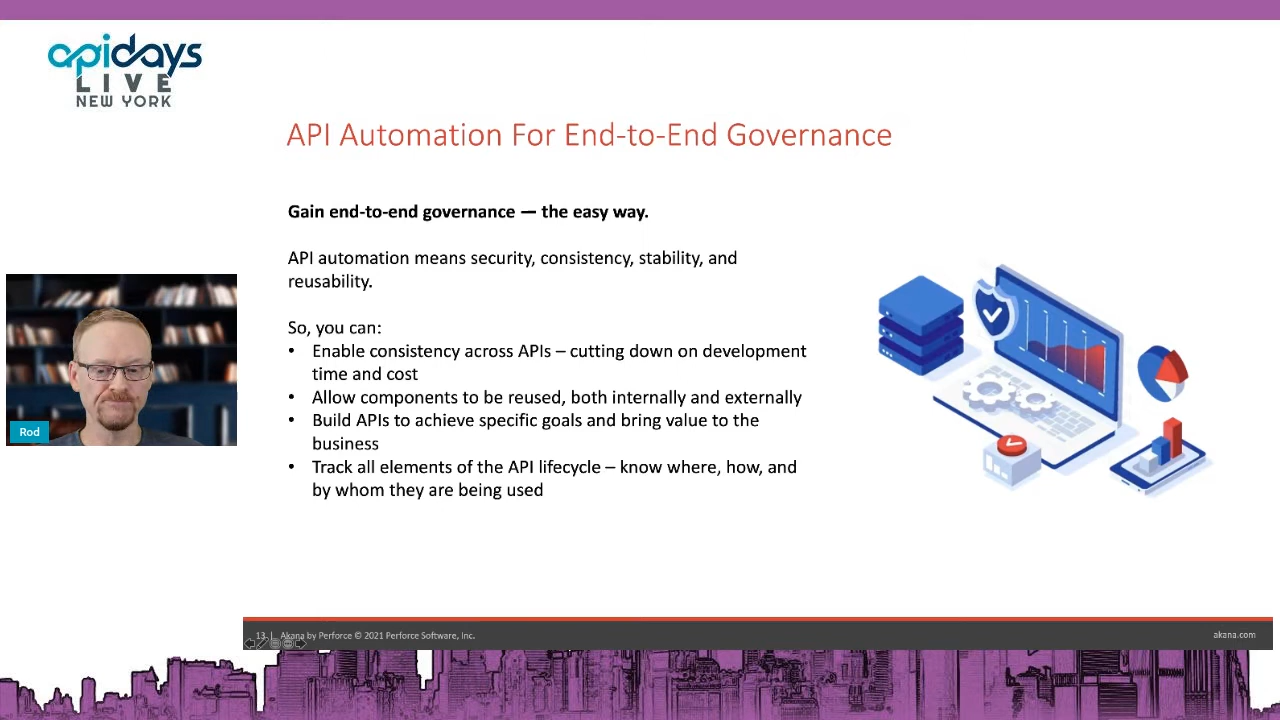 apidays
LIVE
NEW YORK
API Automation For End-to-End Governance
Gain end-to-end governance — the easy way.
API automation means security, consistency, stability, and
reusability.
So, you can:
• Enable consistency across APIs – cutting down on development
time and cost
• Allow components to be reused, both internally and externally
• Build APIs to achieve specific goals and bring value to the
business
• Track all elements of the API lifecycle – know where, how, and
by whom they are being used
Rod
13 | Akana by Perforce © 2021 Perforce Software, Inc.
akana.com